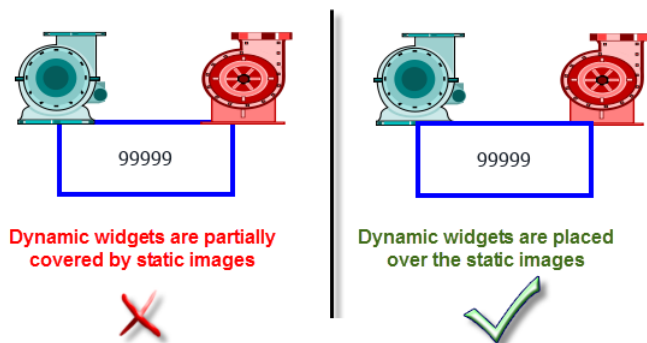 99999
Dynamic widgets are partially
covered by static images
99999
Dynamic widgets are placed
over the static images